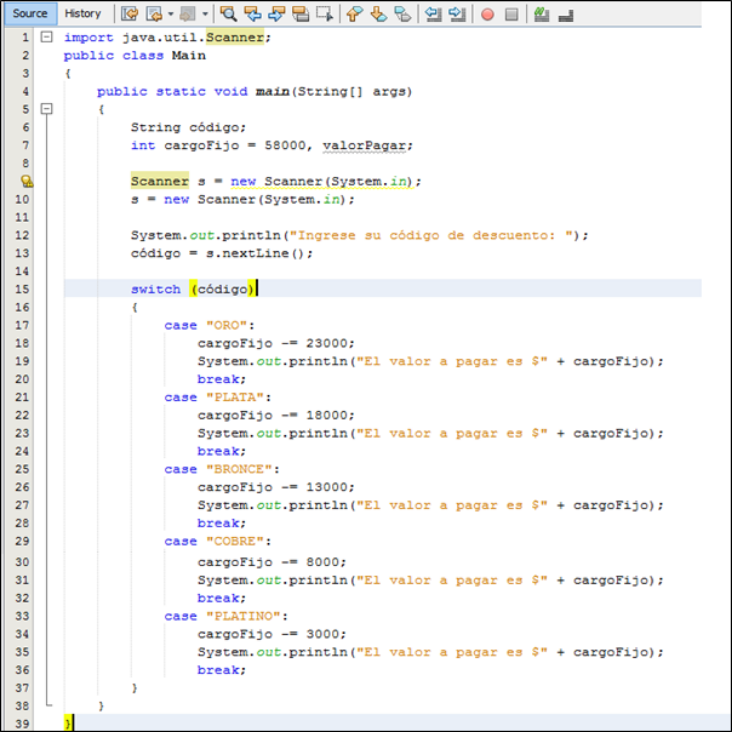 Source History
1 import java.util.Scanner;
2 public class Main
3 {
4 public static void main(String[] args)
5 {
6 String código;
7 int cargoFijo = 58000, valorPagar;
8
Scanner s = new Scanner(System.in);
10 s = new Scanner(System.in);
11
12 System.out.println("Ingrese su código de descuento: ");
13 código = s.nextLine();
14
15 switch (código)
16 {
17 case "ORO":
18 cargoFijo -= 23000;
19 System.out.println("El valor a pagar es $" + cargoFijo);
20 break;
21 case "PLATA":
22 cargoFijo -= 18000;
23 System.out.println("El valor a pagar es $" + cargoFijo);
24 break;
25 case "BRONCE":
26 cargoFijo -= 13000;
27 System.out.println("El valor a pagar es $" + cargoFijo);
28 break;
29 case "COBRE":
30 cargoFijo -= 8000;
31 System.out.println("El valor a pagar es $" + cargoFijo);
32 break;
33 case "PLATINO":
34 cargoFijo -= 3000;
35 System.out.println("El valor a pagar es $" + cargoFijo);
36 break;
37 }
38 }
39 }